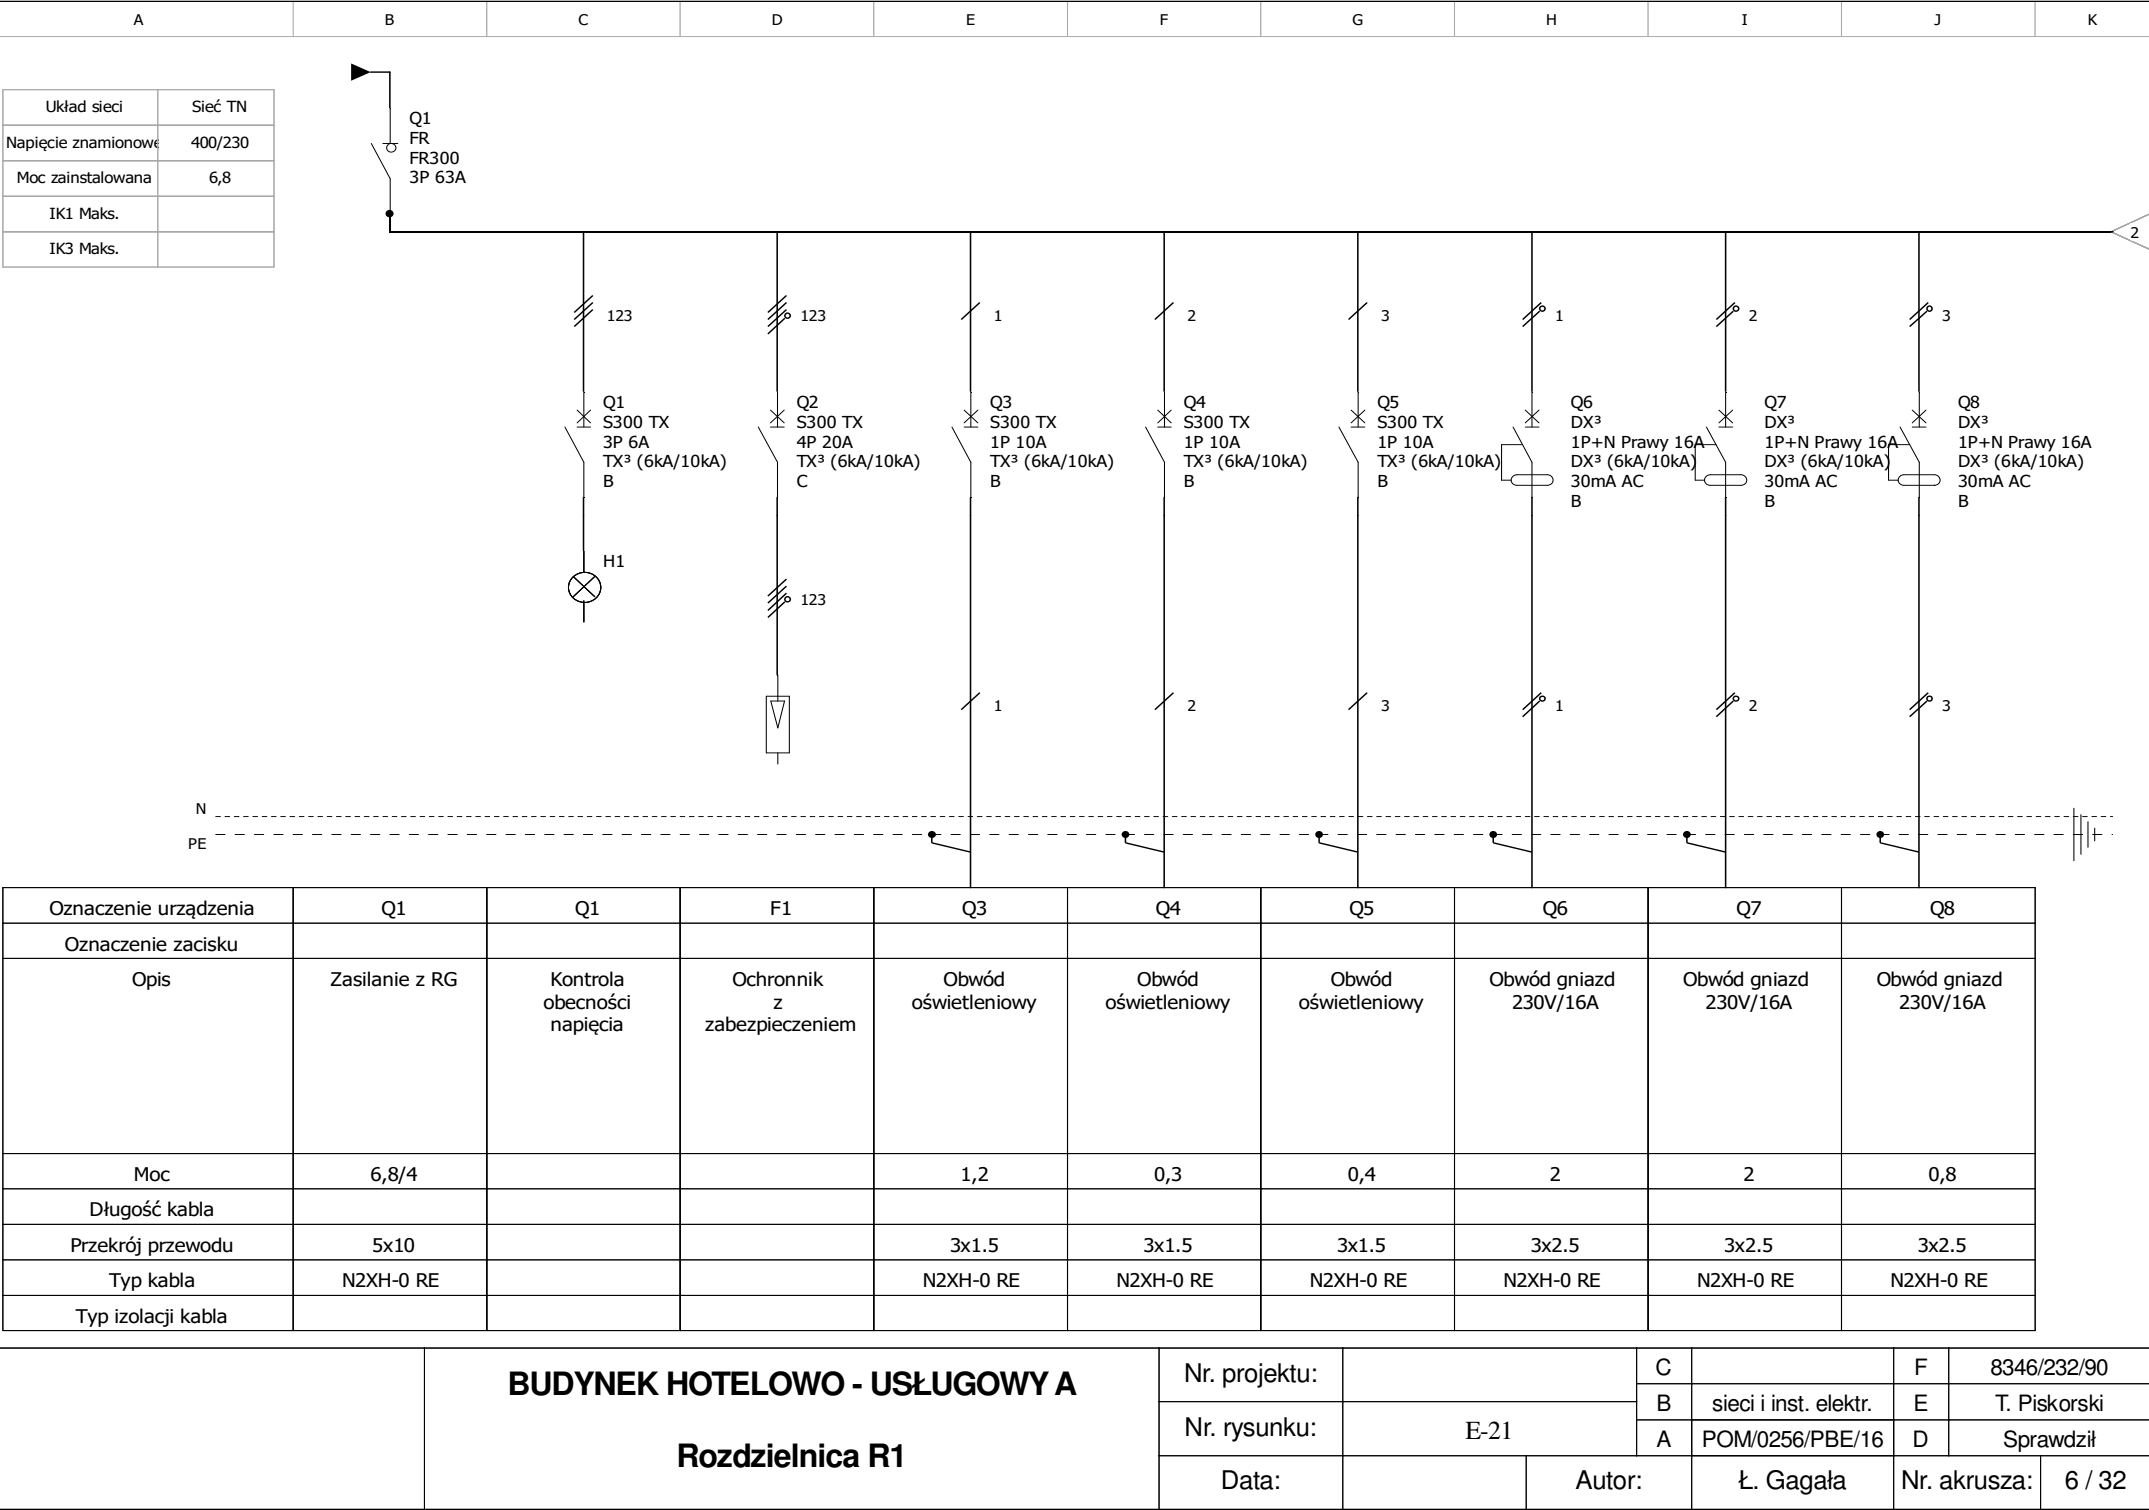 A B C D E F G H I J K
Układ sieci Sieć TN
Napięcie znamionowe 400/230
Moc zainstalowana 6,8
IK1 Maks.
IK3 Maks.
Q1
FR
FR300
3P 63A
2
123 123 1 2 3 1 2 3
Q1
S300 TX
3P 6A
TX³ (6kA/10kA)
B
Q2
S300 TX
4P 20A
TX³ (6kA/10kA)
C
Q3
S300 TX
1P 10A
TX³ (6kA/10kA)
B
Q4
S300 TX
1P 10A
TX³ (6kA/10kA)
B
Q5
S300 TX
1P 10A
TX³ (6kA/10kA)
B
Q6
DX³
1P+N Prawy 16A
DX³ (6kA/10kA)
30mA AC
B
Q7
DX³
1P+N Prawy 16A
DX³ (6kA/10kA)
30mA AC
B
Q8
DX³
1P+N Prawy 16A
DX³ (6kA/10kA)
30mA AC
B
H1
123
1 2 3 1 2 3
N
PE
Oznaczenie urządzenia Q1 Q1 F1 Q3 Q4 Q5 Q6 Q7 Q8
Oznaczenie zacisku
Opis
Zasilanie z RG
Kontrola
obecności
napięcia
Ochronnik
z
zabezpieczeniem
Obwód
oświetleniowy
Obwód
oświetleniowy
Obwód
oświetleniowy
Obwód gniazd
230V/16A
Obwód gniazd
230V/16A
Obwód gniazd
230V/16A
Moc 6,8/4 1,2 0,3 0,4 2 2 0,8
Długość kabla
Przekrój przewodu 5x10 3x1.5 3x1.5 3x1.5 3x2.5 3x2.5 3x2.5
Typ kabla N2XH-0 RE N2XH-0 RE N2XH-0 RE N2XH-0 RE N2XH-0 RE N2XH-0 RE N2XH-0 RE
Typ izolacji kabla
BUDYNEK HOTELOWO - USŁUGOWY A
Rozdzielnica R1
Nr. projektu:
Nr. rysunku: E-21
C F 8346/232/90
B sieci i inst. elektr. E T. Piskorski
A POM/0256/PBE/16 D Sprawdził
Data: Autor: Ł. Gagała Nr. akrusza: 6 / 32